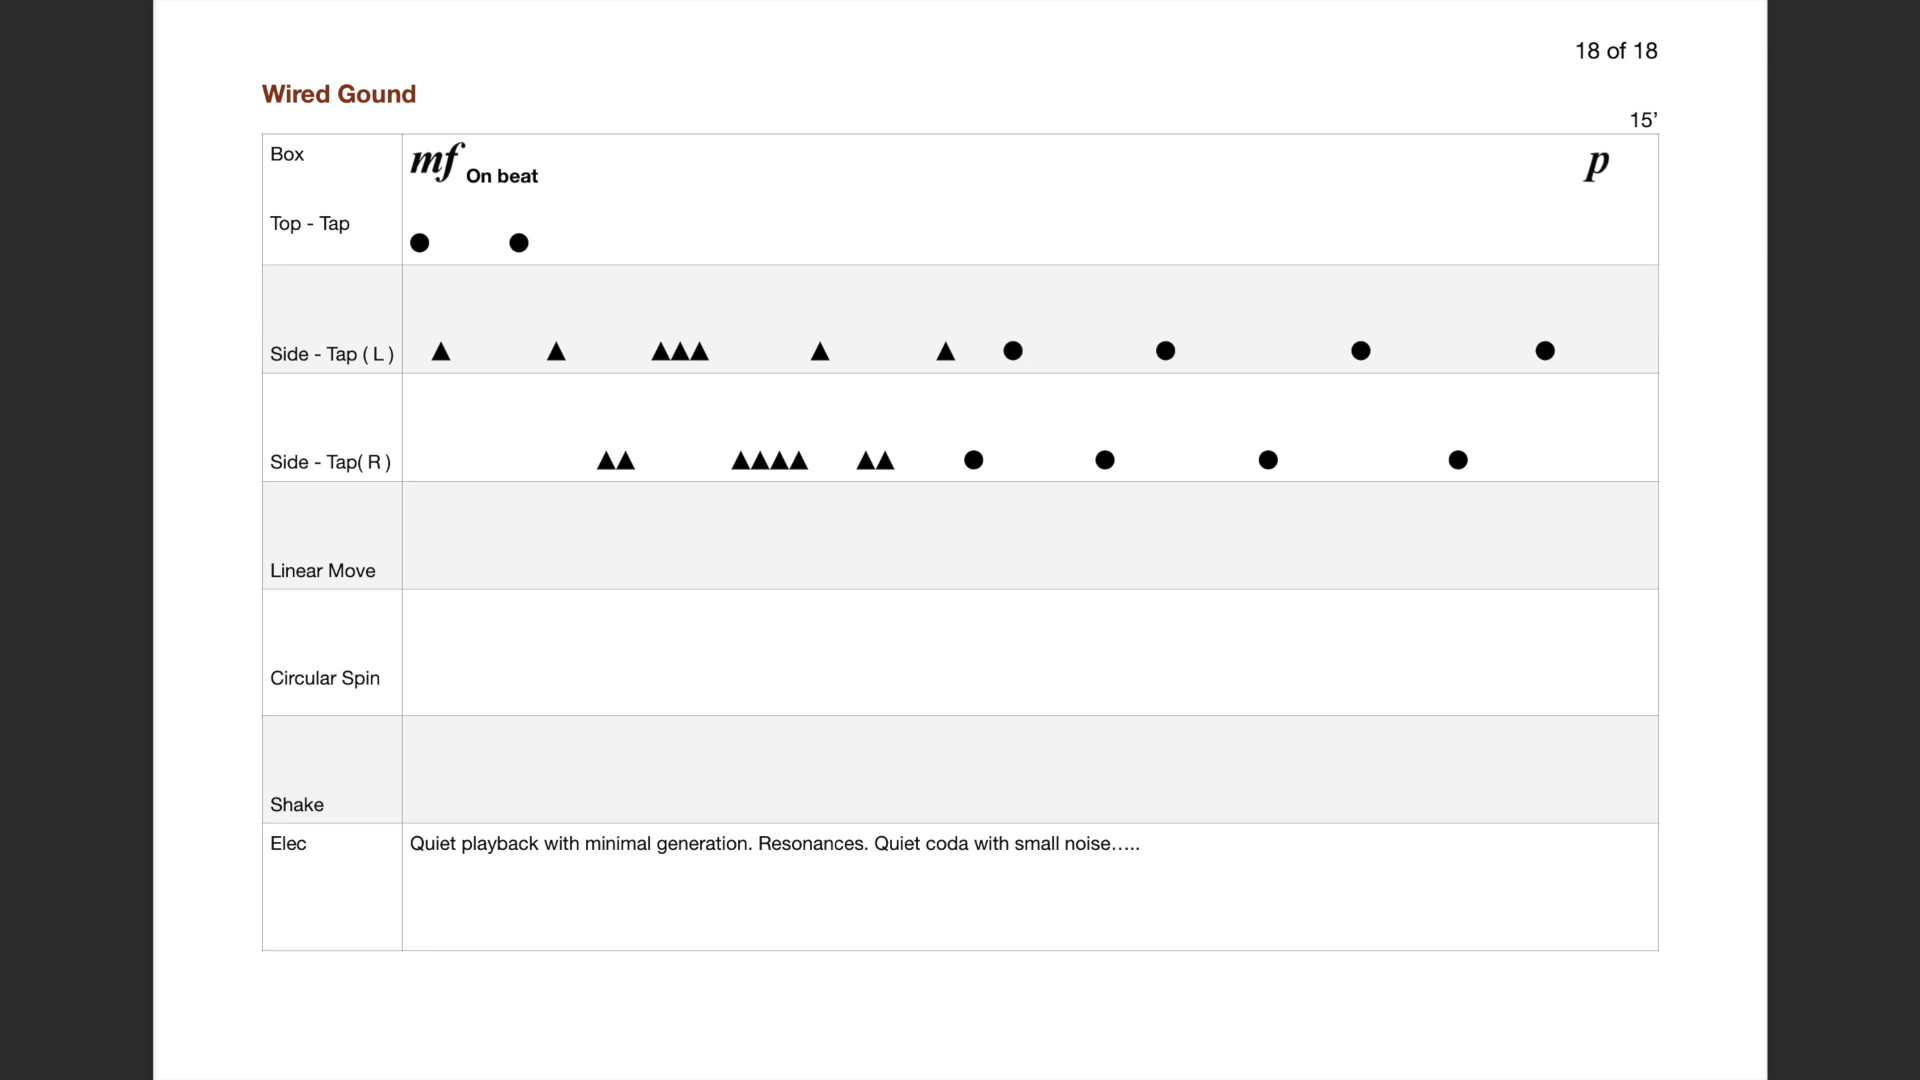 18 of 18
Wired Gound
15’
Box
mf On beat
p
Top - Tap
Side - Tap ( L )
Side - Tap( R )
Linear Move
Circular Spin
Shake
Elec
Quiet playback with minimal generation. Resonances. Quiet coda with small noise…..